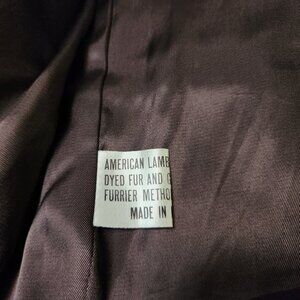 AMERICAN LAMB
DYED FUR AND
FURRIER METHO
MADE IN